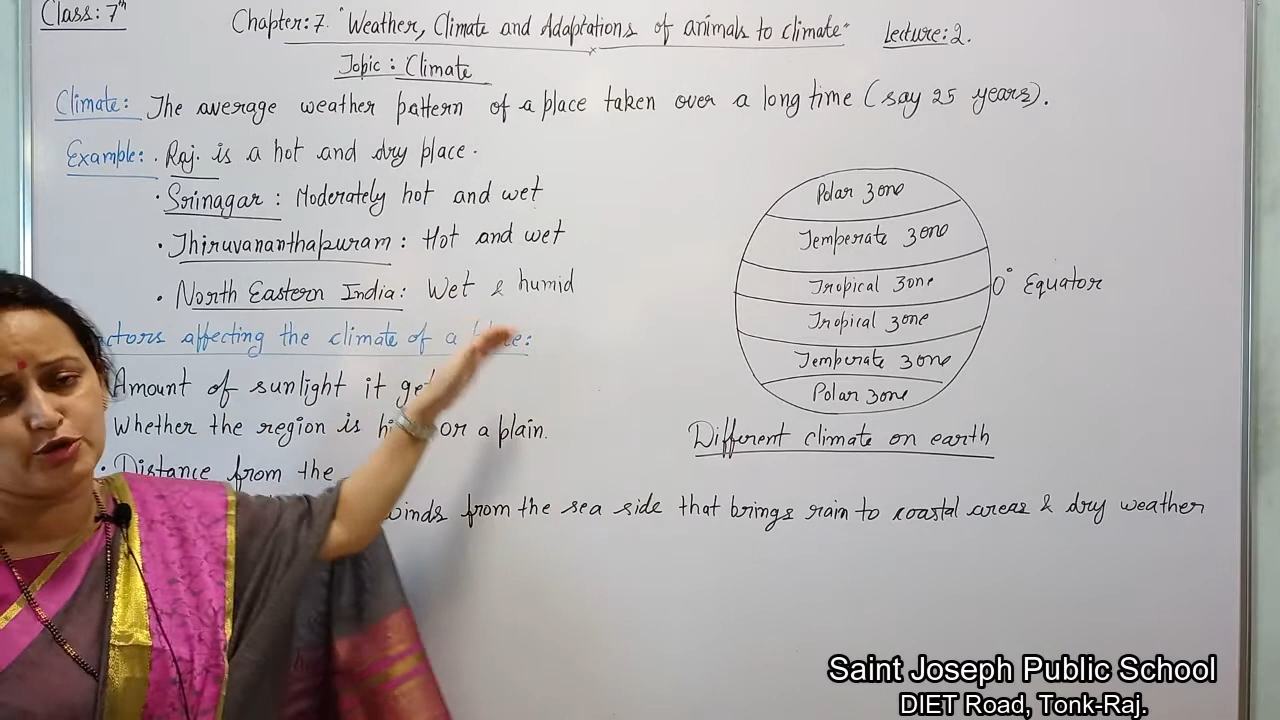 Class: 7th
Chapter: 7. "Weather, Climate and Adaptations of animals to climate"
Lecture: 2.
Topic: Climate
Climate: The average weather pattern of a place taken over a long time (say 25 years).
Example: · Raj. is a hot and dry place.
· Srinagar: Moderately hot and wet
· Thiruvananthapuram: Hot and wet
· North Eastern India: Wet & humid
affecting the climate of a
Amount of sunlight it
Whether the region is or a plain.
· Distance from the
winds from the sea side that brings rain to coastal areas & dry weather
Polar zone
Temperate zone
Tropical zone
0° Equator
Tropical zone
Temperate zone
Polar zone
Different climate on earth
Saint Joseph Public School
DIET Road, Tonk-Raj.